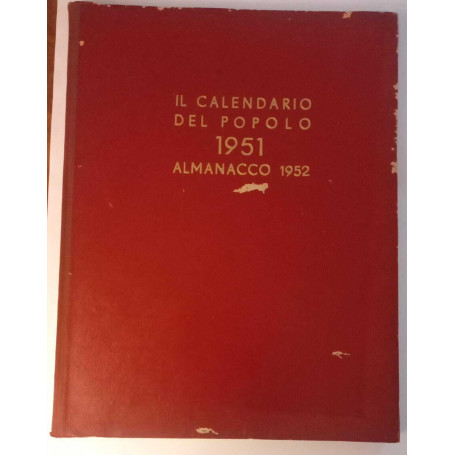 IL CALENDARIO
DEL POPOLO
1951
ALMANACCO 1952